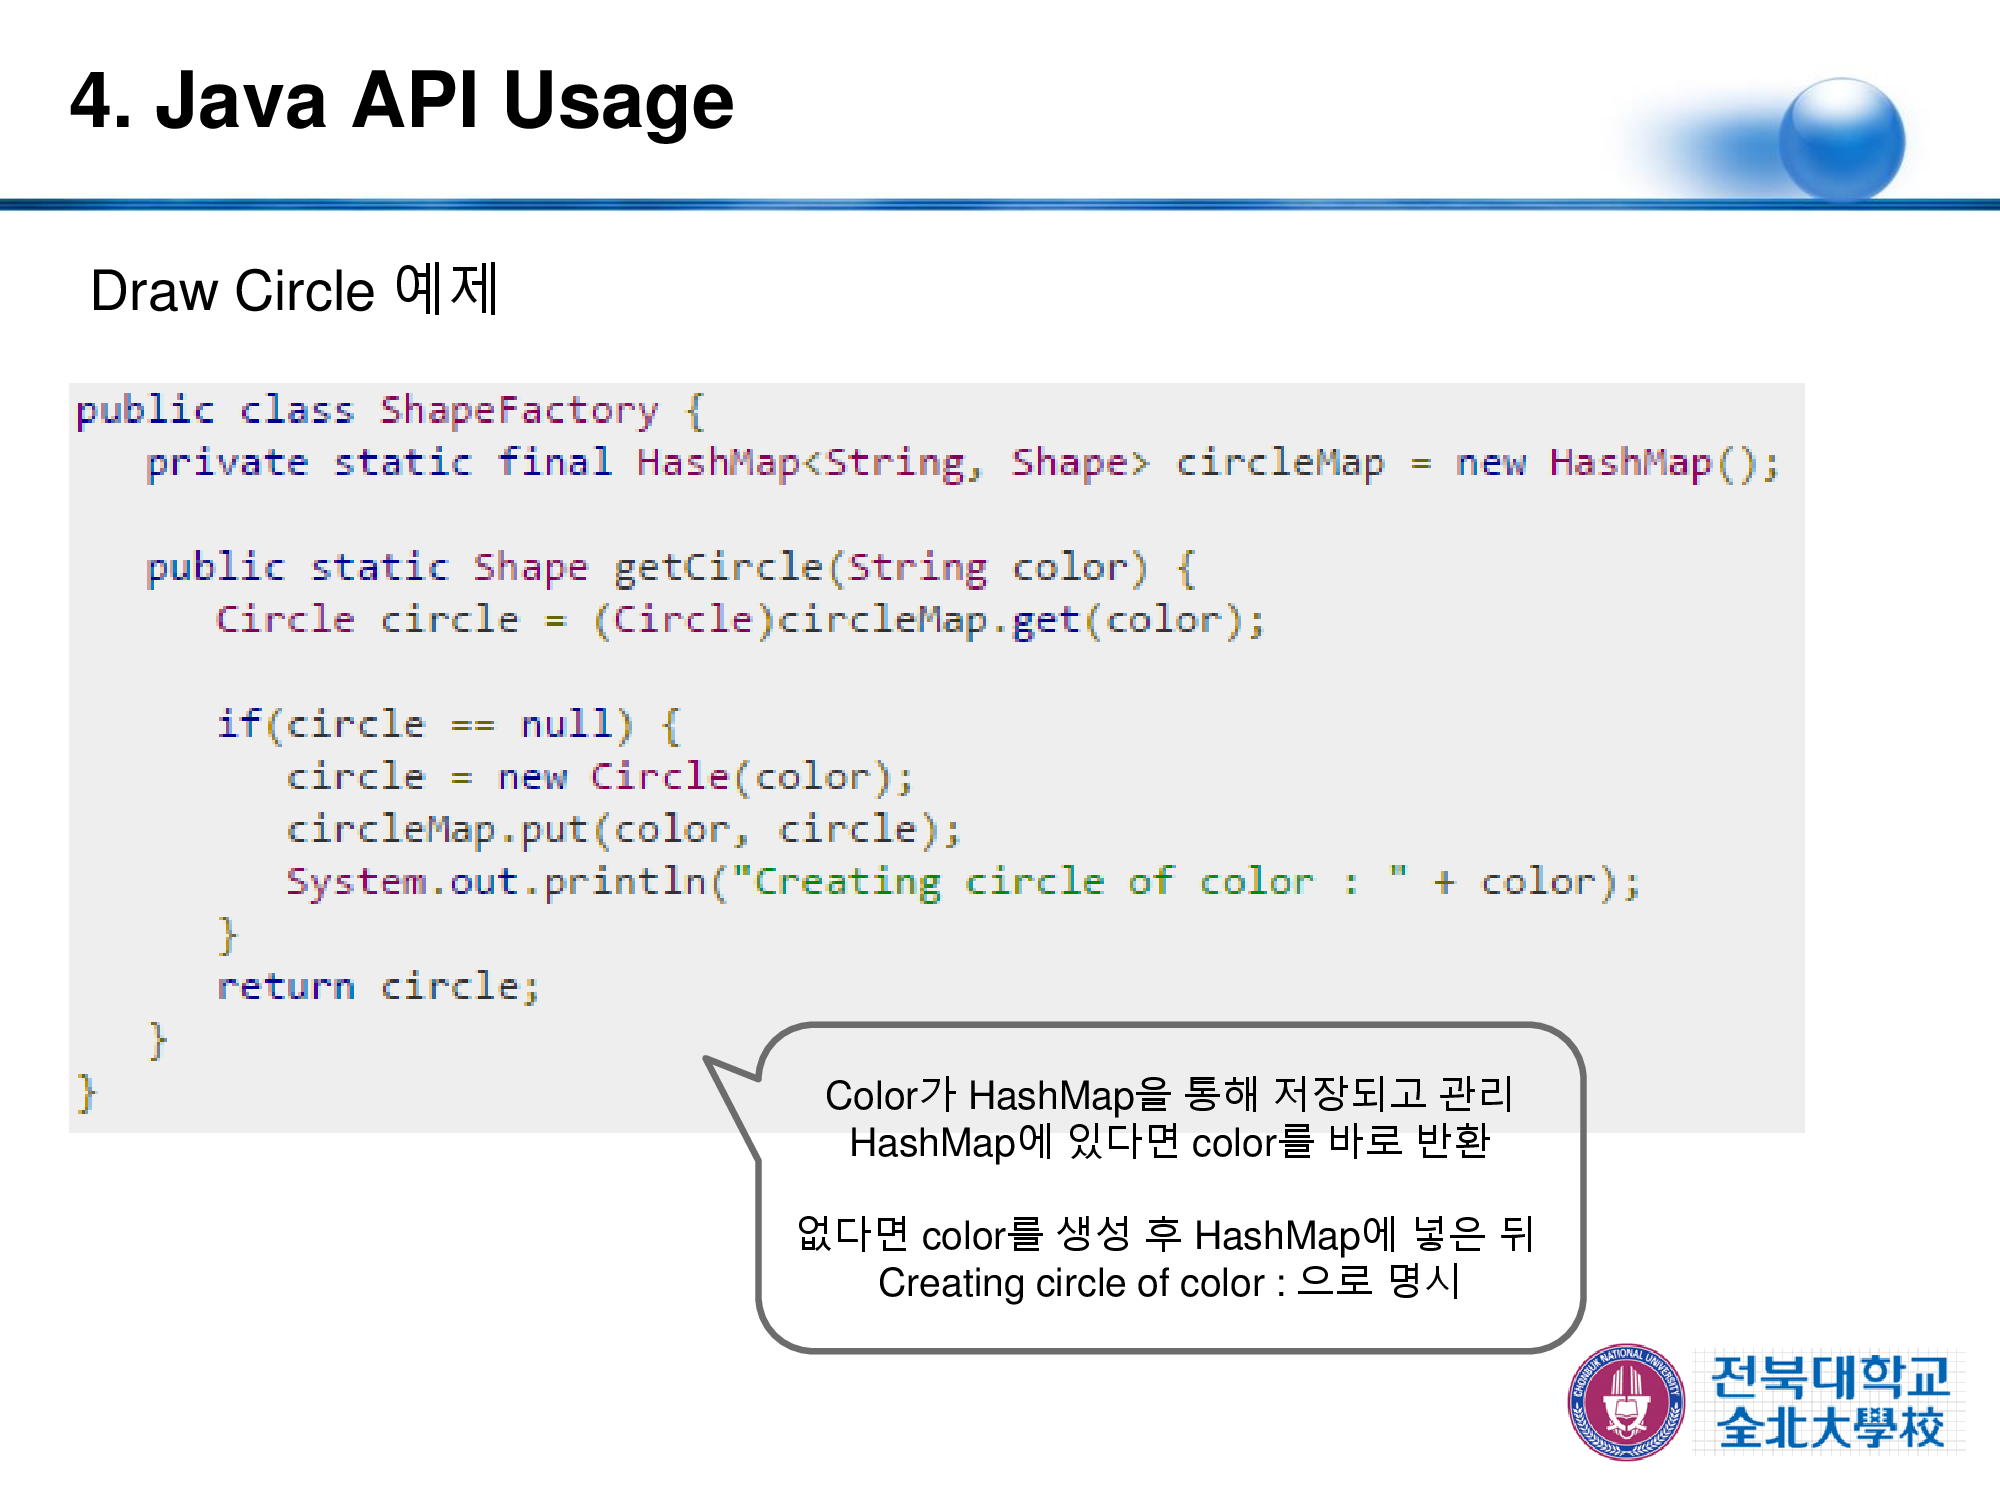 4. Java API Usage
Draw Circle 예제
public class ShapeFactory {
   private static final HashMap<String, Shape> circleMap = new HashMap();
   public static Shape getCircle(String color) {
      Circle circle = (Circle)circleMap.get(color);
      if(circle == null) {
         circle = new Circle(color);
         circleMap.put(color, circle);
         System.out.println("Creating circle of color : " + color);
      }
      return circle;
   }
}
Color가 HashMap을 통해 저장되고 관리
HashMap에 있다면 color를 바로 반환
없다면 color를 생성 후 HashMap에 넣은 뒤
Creating circle of color : 으로 명시
CHONBUK NATIONAL UNIVERSITY
전북대학교
全北大學校